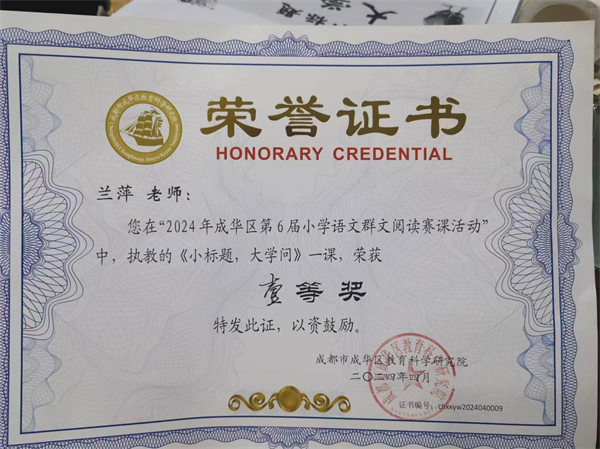 荣誉证书
HONORARY CREDENTIAL
兰萍 老师：
您在“2024年成华区第6届小学语文群文阅读赛课活动”
中，执教的《小标题，大学问》一课，荣获
壹等奖
特发此证，以资鼓励。
成都市成华区教育科学研究院
二〇二四年四月